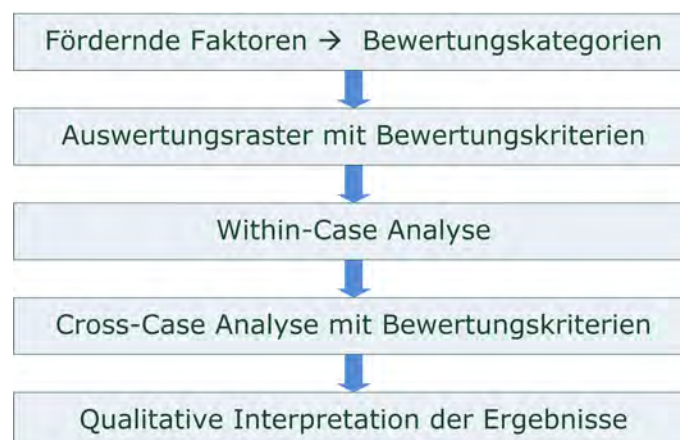 Fördernde Faktoren → Bewertungskategorien
Auswertungsraster mit Bewertungskriterien
Within-Case Analyse
Cross-Case Analyse mit Bewertungskriterien
Qualitative Interpretation der Ergebnisse